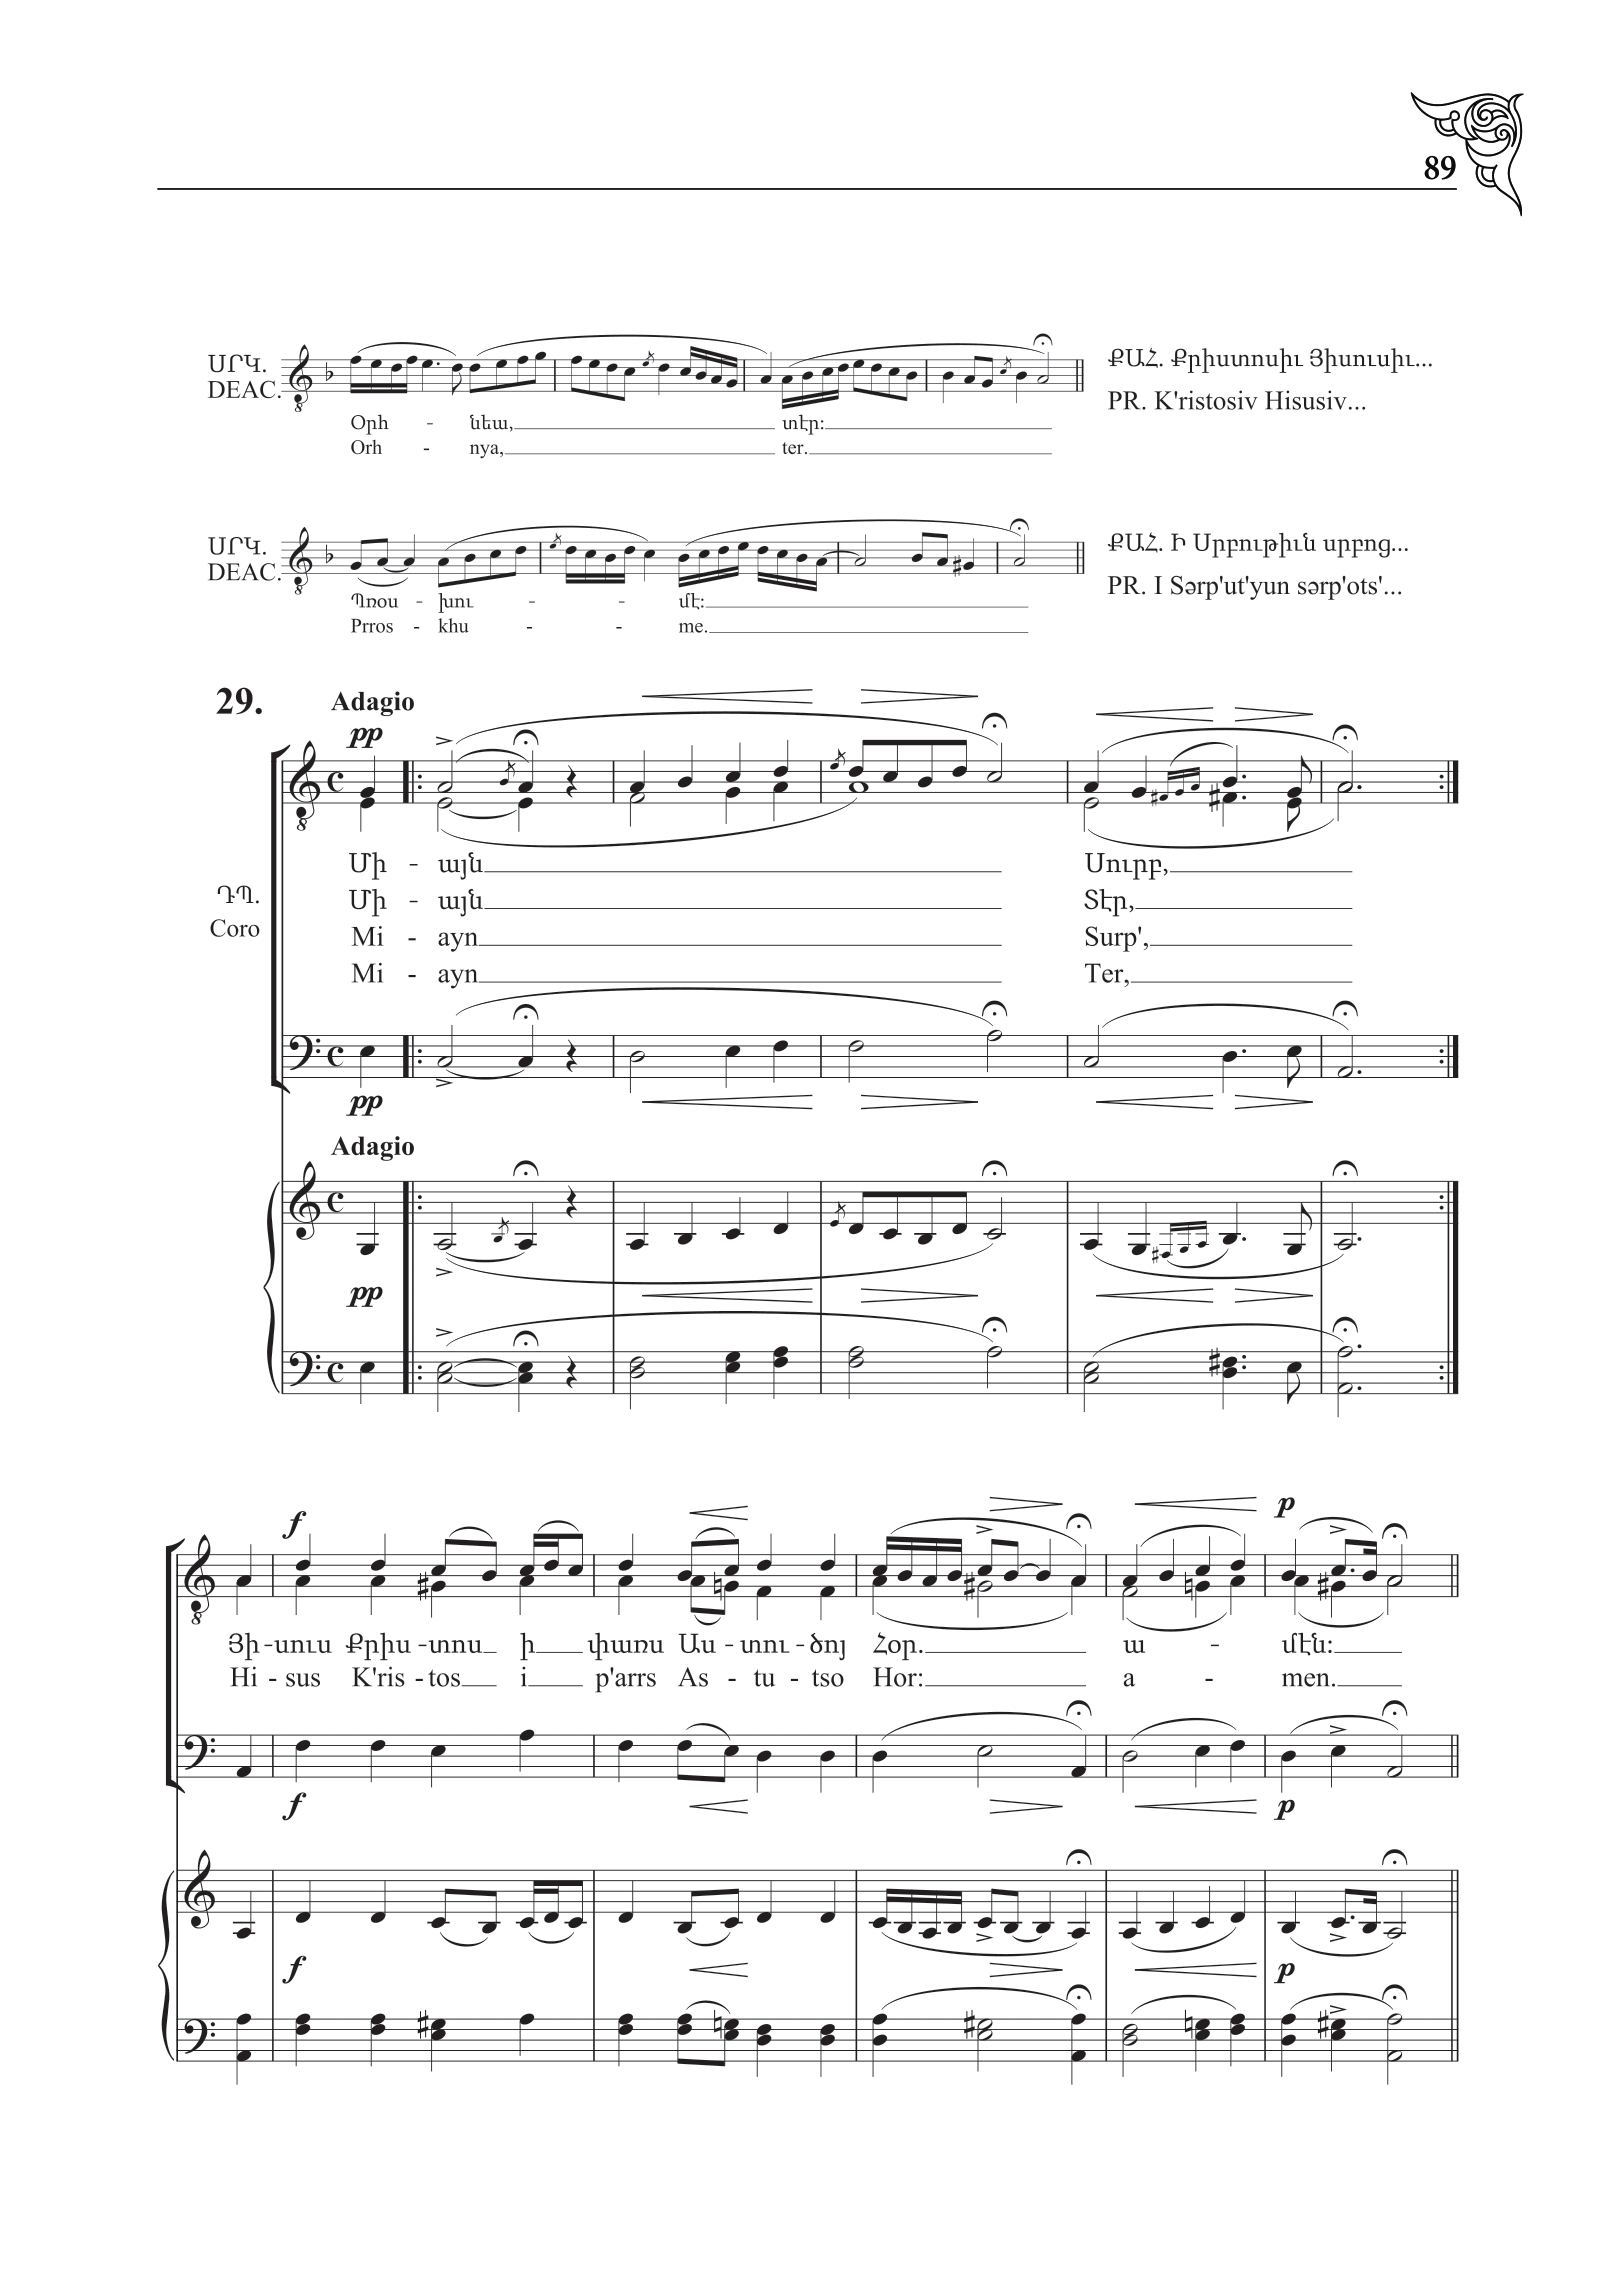 89
ՍՐԿ.
DEAC.
Օրհ - նեա, տէր:
Orh - nya, ter.
ՔԱՀ. Քրիստոսիւ Յիսուսիւ...
PR. K'ristosiv Hisusiv...
ՍՐԿ.
DEAC.
Պռօս - խու - - մէ:
Prros - khu - - me.
ՔԱՀ. Ի Սրբութիւն սրբոց...
PR. I Sərp'ut'yun sərp'ots'...
29. Adagio
pp
ԴՊ.
Coro
Մի - այն Սուրբ,
Մի - այն Տէր,
Mi - ayn Surp',
Mi - ayn Ter,
pp
Adagio
pp
f p
Յի - սուս Քրիս - տոս ի փառս Աս - տու - ծոյ Հօր. ա - մէն:
Hi - sus K'ris - tos i p'arrs As - tu - tso Hor: a - men.
f p
f p